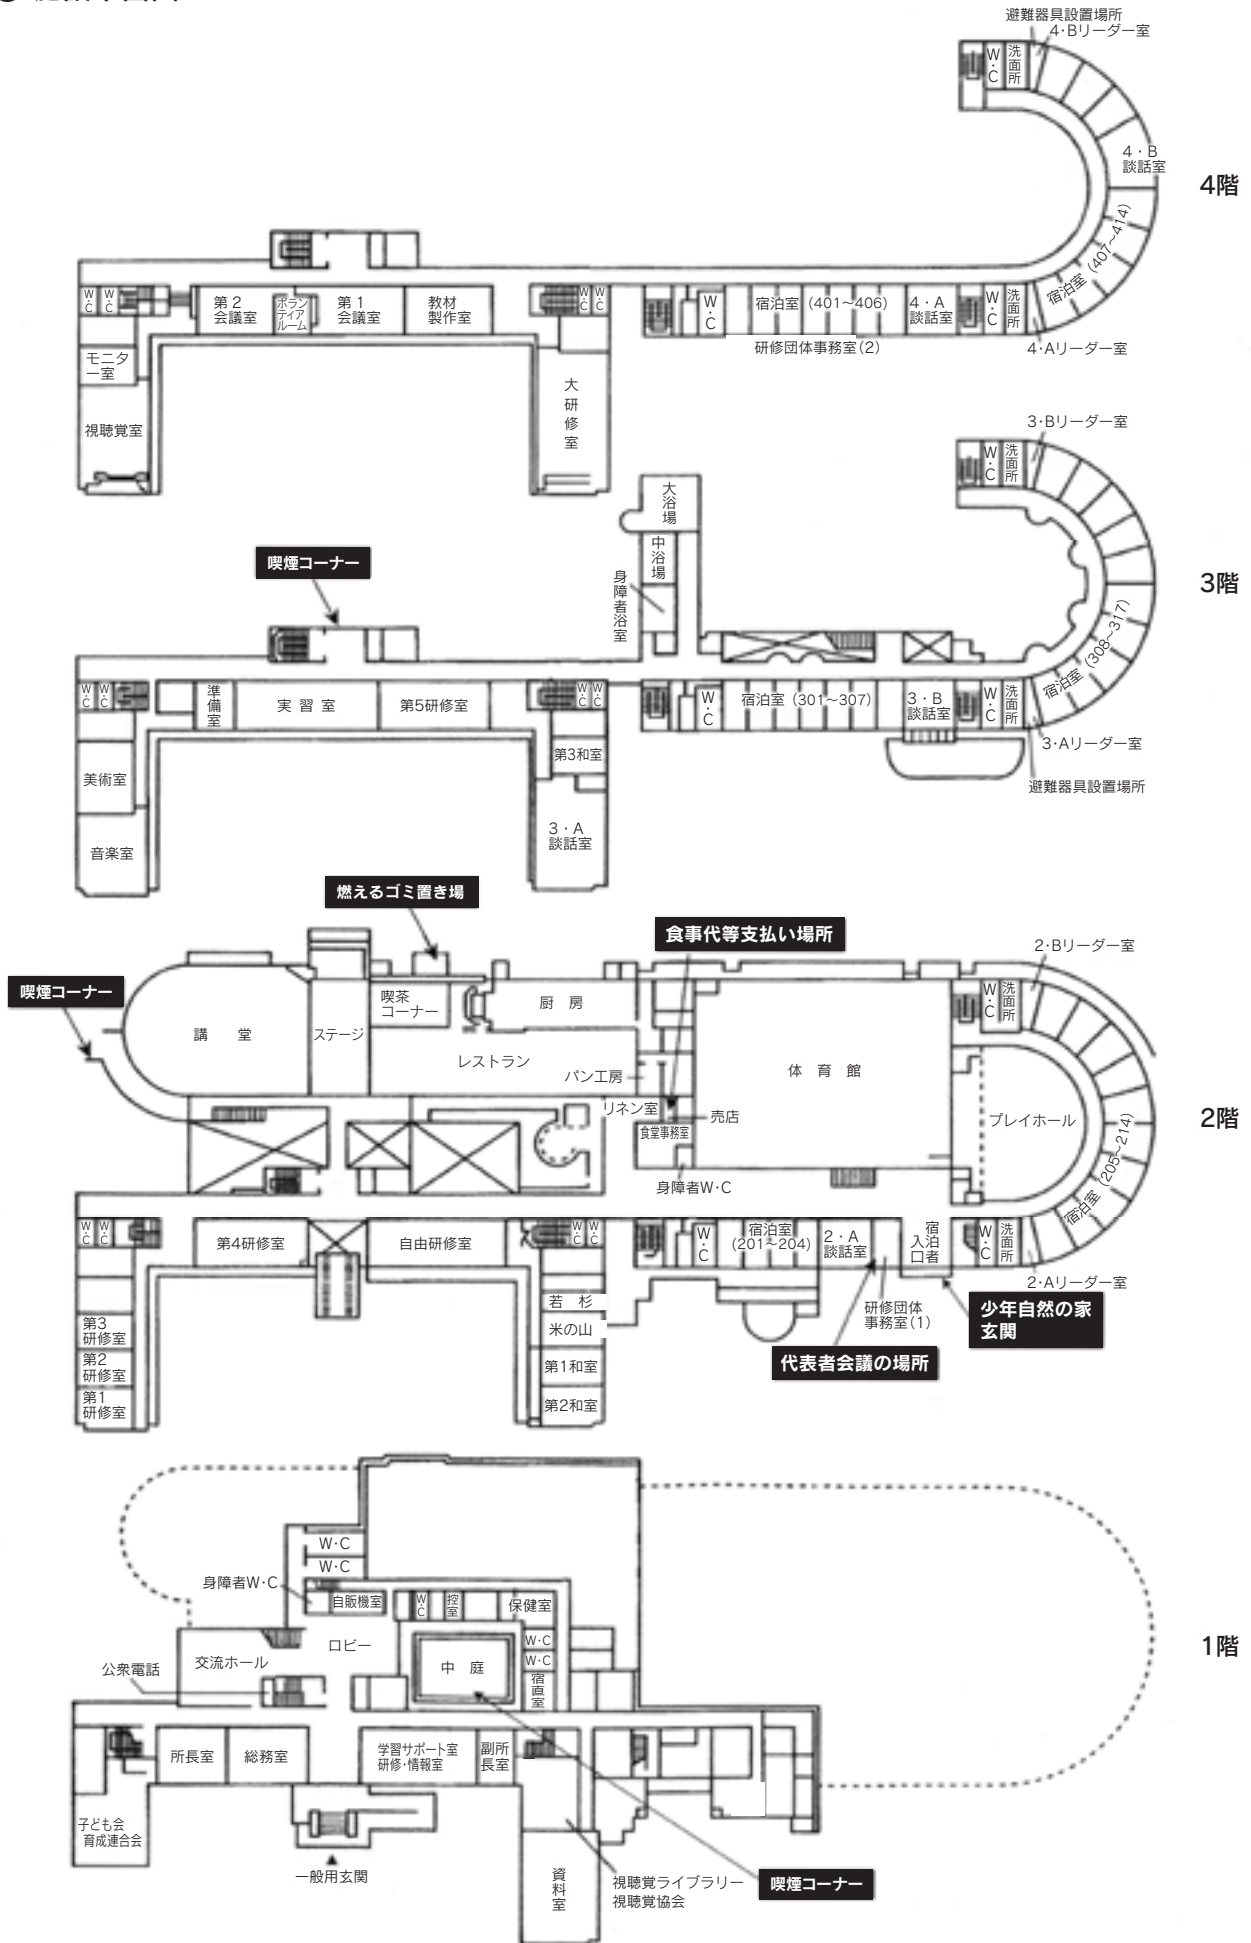 避難器具設置場所
4・Bリーダー室
W・C
洗面所
4・B
談話室
4階
宿泊室 (407~414)
W・C
W・C
第2
会議室
ボラン
ティア
ルーム
第1
会議室
教材
製作室
W・C
W・C
W・C
宿泊室 (401~406)
4・A
談話室
W・C
洗面所
研修団体事務室(2)
4・Aリーダー室
モニタ
ー室
視聴覚室
大研修室
3・Bリーダー室
W・C
洗面所
大浴場
中浴場
身障者浴室
喫煙コーナー
3階
宿泊室 (308~317)
W・C
W・C
準備室
実習室
第5研修室
W・C
W・C
W・C
宿泊室 (301~307)
3・B
談話室
W・C
洗面所
3・Aリーダー室
避難器具設置場所
第3和室
美術室
音楽室
3・A
談話室
燃えるゴミ置き場
食事代等支払い場所
2・Bリーダー室
喫煙コーナー
W・C
洗面所
講堂
ステージ
喫茶
コーナー
厨房
レストラン
パン工房
体育館
リネン室
売店
食堂事務室
プレイホール
2階
身障者W・C
宿泊室 (205~214)
W・C
W・C
第4研修室
自由研修室
W・C
W・C
W・C
宿泊室
(201~204)
2・A
談話室
宿泊者
入口
W・C
洗面所
2・Aリーダー室
若杉
米の山
第1和室
第2和室
研修団体
事務室(1)
少年自然の家
玄関
代表者会議の場所
第3
研修室
第2
研修室
第1
研修室
W・C
W・C
身障者W・C
自販機室
W・C
控室
保健室
ロビー
W・C
W・C
交流ホール
中庭
公衆電話
宿直室
1階
所長室
総務室
学習サポート室
研修・情報室
副所
長室
子ども会
育成連合会
一般用玄関
資料室
視聴覚ライブラリー
視聴覚協会
喫煙コーナー